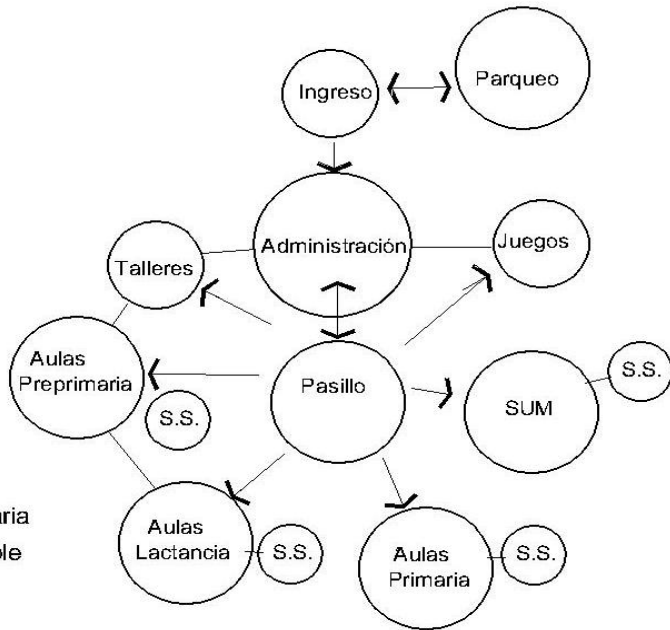 Ingreso
Parqueo
Administración
Juegos
Talleres
Aulas
Preprimaria
S.S.
Pasillo
SUM
S.S.
Aulas
Lactancia
S.S.
Aulas
Primaria
S.S.